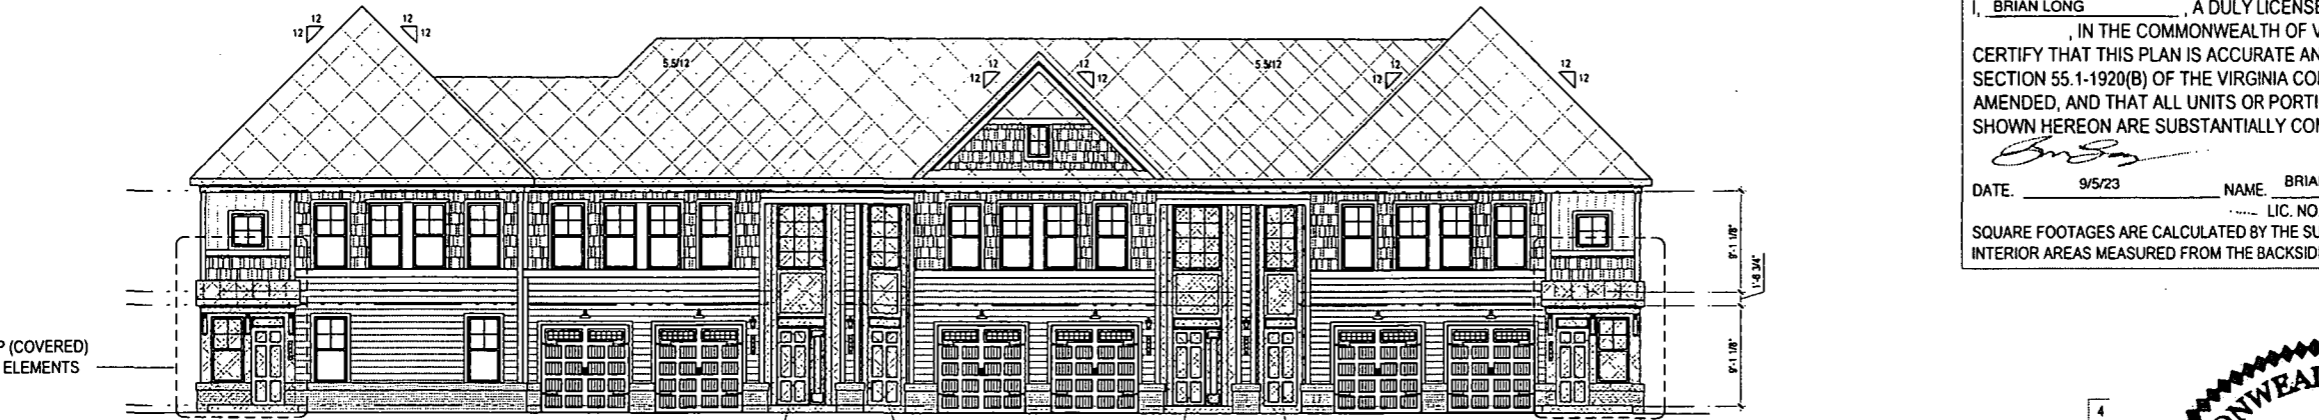 12
12
12
12
5.5/12
12
12
12
12
5.5/12
12
12
12
12
P (COVERED)
ELEMENTS
9'-1 1/8"
1'-6 3/4"
9'-1 1/8"
I, BRIAN LONG , A DULY LICENSE
, IN THE COMMONWEALTH OF V
CERTIFY THAT THIS PLAN IS ACCURATE AN
SECTION 55.1-1920(B) OF THE VIRGINIA CO
AMENDED, AND THAT ALL UNITS OR PORTI
SHOWN HEREON ARE SUBSTANTIALLY CO
DATE. 9/5/23 NAME. BRIA
LIC. NO
SQUARE FOOTAGES ARE CALCULATED BY THE SU
INTERIOR AREAS MEASURED FROM THE BACKSID
4
ONWEA